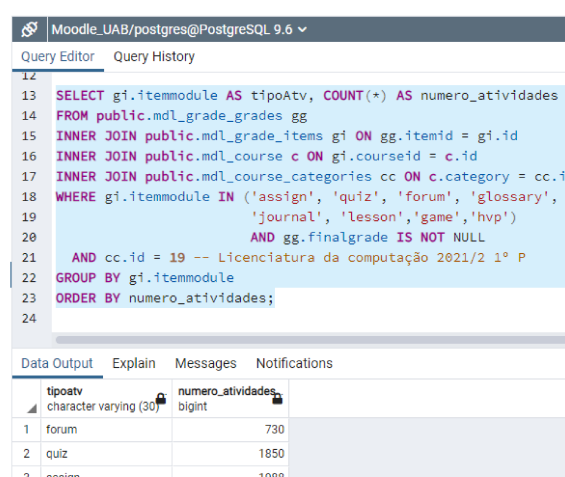 Moodle_UAB/postgres@PostgreSQL 9.6
Query Editor Query History
12
13 SELECT gi.itemmodule AS tipoAtv, COUNT(*) AS numero_atividades
14 FROM public.mdl_grade_grades gg
15 INNER JOIN public.mdl_grade_items gi ON gg.itemid = gi.id
16 INNER JOIN public.mdl_course c ON gi.courseid = c.id
17 INNER JOIN public.mdl_course_categories cc ON c.category = cc.i
18 WHERE gi.itemmodule IN ('assign', 'quiz', 'forum', 'glossary',
19 'journal', 'lesson','game','hvp')
20 AND gg.finalgrade IS NOT NULL
21 AND cc.id = 19 -- Licenciatura da computação 2021/2 1º P
22 GROUP BY gi.itemmodule
23 ORDER BY numero_atividades;
24
Data Output Explain Messages Notifications
tipoatv numero_atividades
character varying (30) bigint
1 forum 730
2 quiz 1850